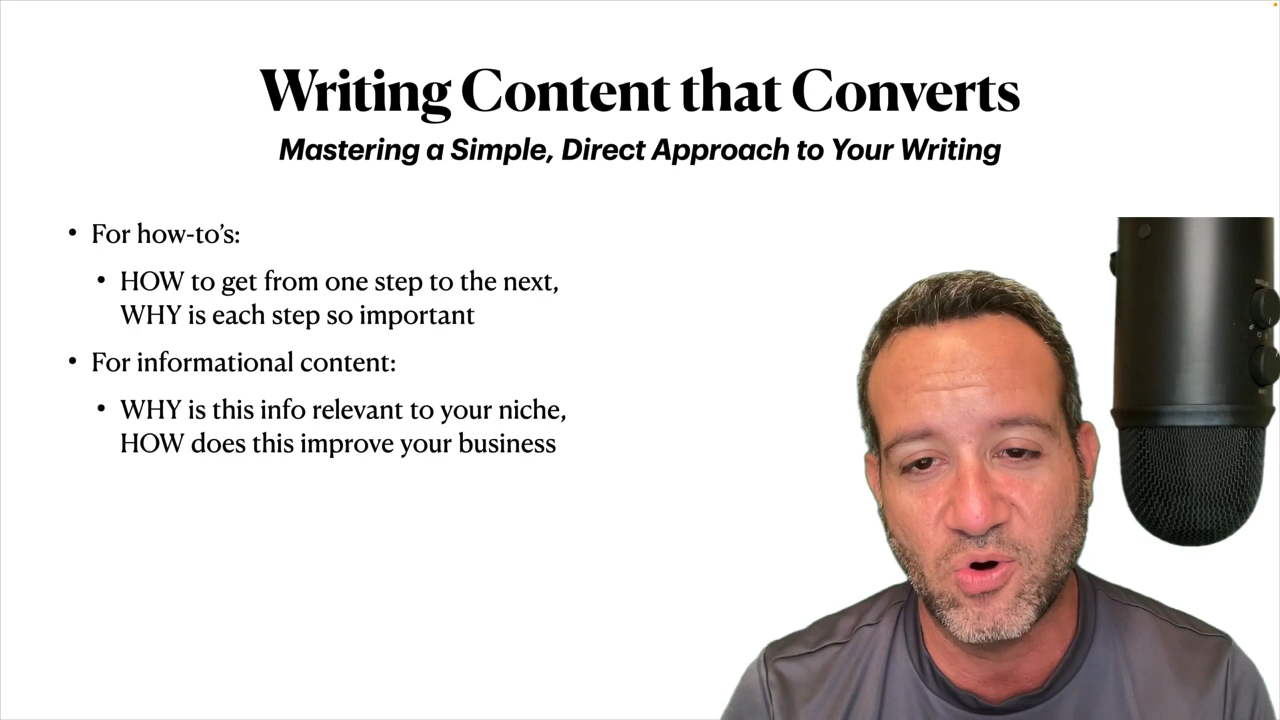 Writing Content that Converts
Mastering a Simple, Direct Approach to Your Writing
• For how-to’s:
• HOW to get from one step to the next,
WHY is each step so important
• For informational content:
• WHY is this info relevant to your niche,
HOW does this improve your business